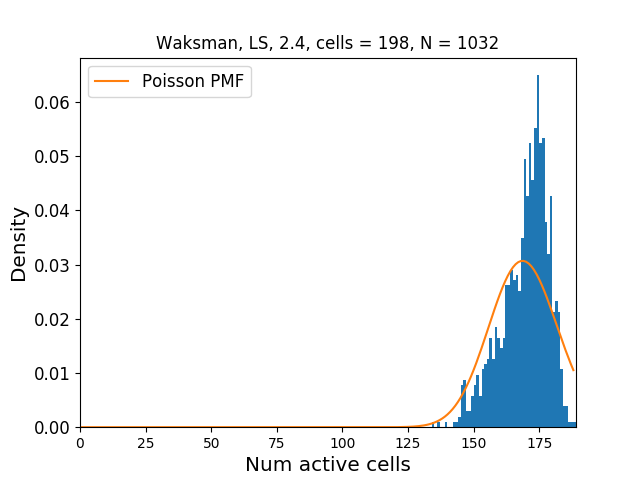 Waksman, LS, 2.4, cells = 198, N = 1032
Poisson PMF
Density
0.06
0.05
0.04
0.03
0.02
0.01
0.00
0 25 50 75 100 125 150 175
Num active cells